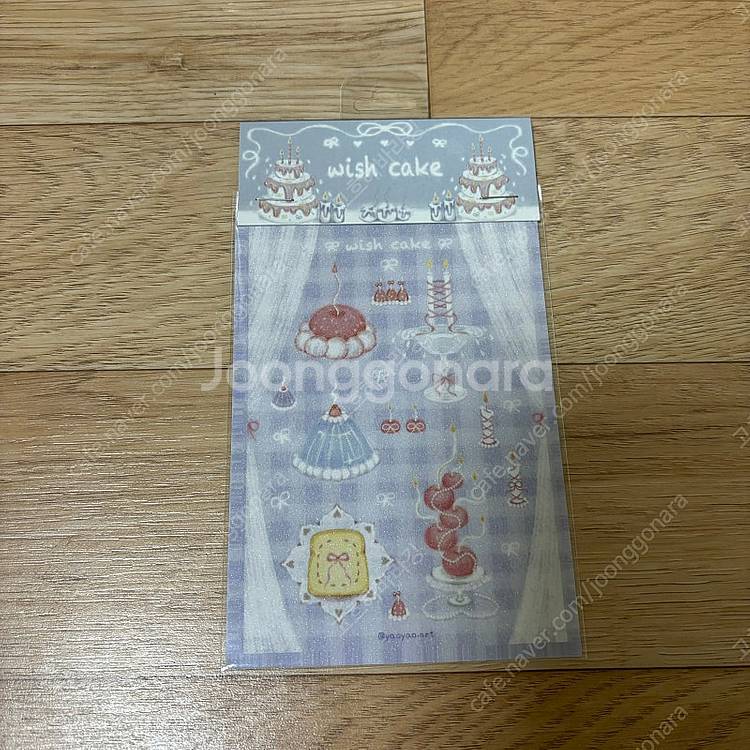 wish cake
wish cake
Joonggonara
@yaoyao.art
cafe.naver.com/joonggonara